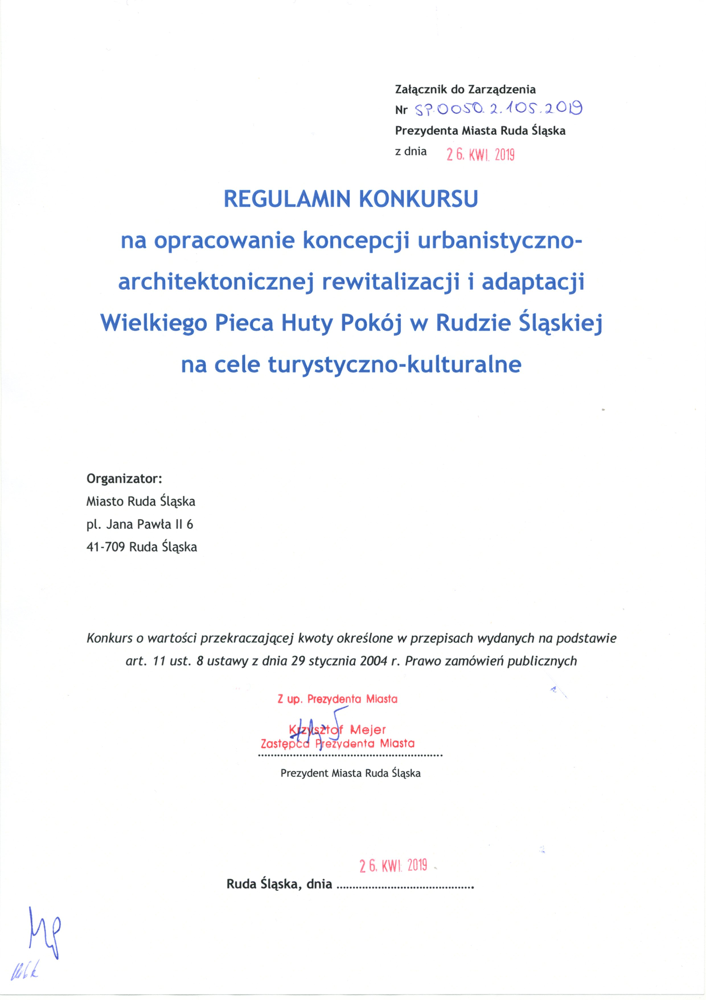 Załącznik do Zarządzenia
Nr SP.0050.2.105.2019
Prezydenta Miasta Ruda Śląska
z dnia 26. KWI. 2019
REGULAMIN KONKURSU
na opracowanie koncepcji urbanistyczno-
architektonicznej rewitalizacji i adaptacji
Wielkiego Pieca Huty Pokój w Rudzie Śląskiej
na cele turystyczno-kulturalne
Organizator:
Miasto Ruda Śląska
pl. Jana Pawła II 6
41-709 Ruda Śląska
Konkurs o wartości przekraczającej kwoty określone w przepisach wydanych na podstawie
art. 11 ust. 8 ustawy z dnia 29 stycznia 2004 r. Prawo zamówień publicznych
Z up. Prezydenta Miasta
Krzysztof Mejer
Zastępca Prezydenta Miasta
Prezydent Miasta Ruda Śląska
26. KWI. 2019
Ruda Śląska, dnia ............................................